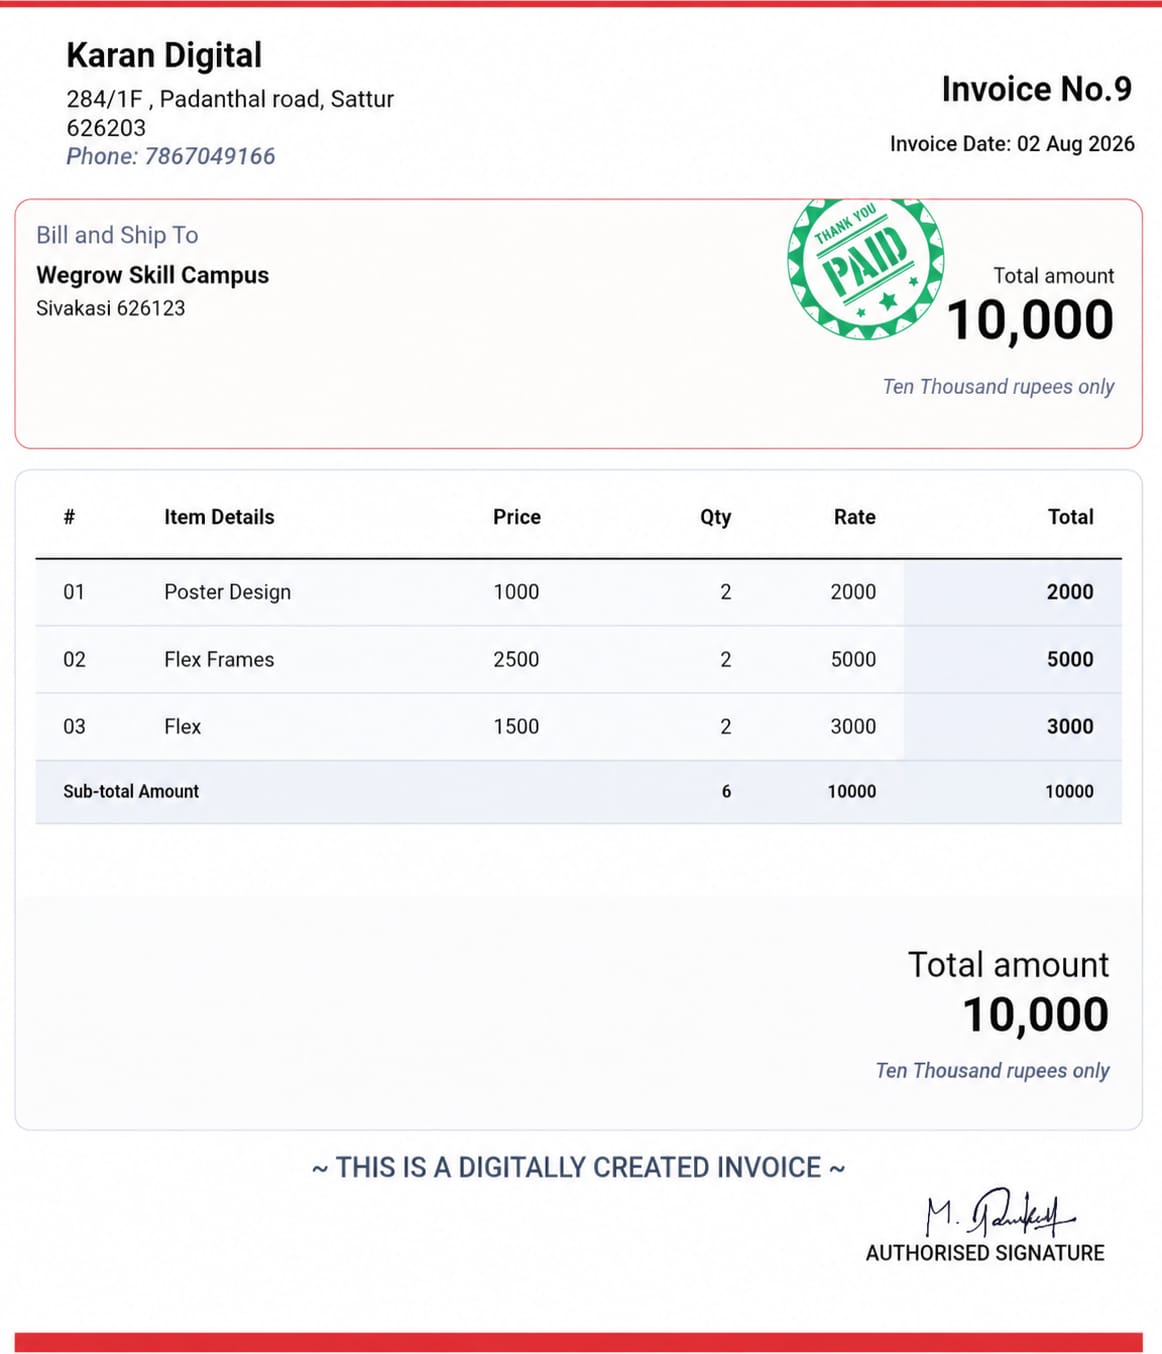 Karan Digital
284/1F , Padanthal road, Sattur
626203
Phone: 7867049166
Invoice No.9
Invoice Date: 02 Aug 2026
Bill and Ship To
Wegrow Skill Campus
Sivakasi 626123
THANK YOU
PAID
Total amount
10,000
Ten Thousand rupees only
# Item Details Price Qty Rate Total
01 Poster Design 1000 2 2000 2000
02 Flex Frames 2500 2 5000 5000
03 Flex 1500 2 3000 3000
Sub-total Amount 6 10000 10000
Total amount
10,000
Ten Thousand rupees only
~ THIS IS A DIGITALLY CREATED INVOICE ~
M.
AUTHORISED SIGNATURE